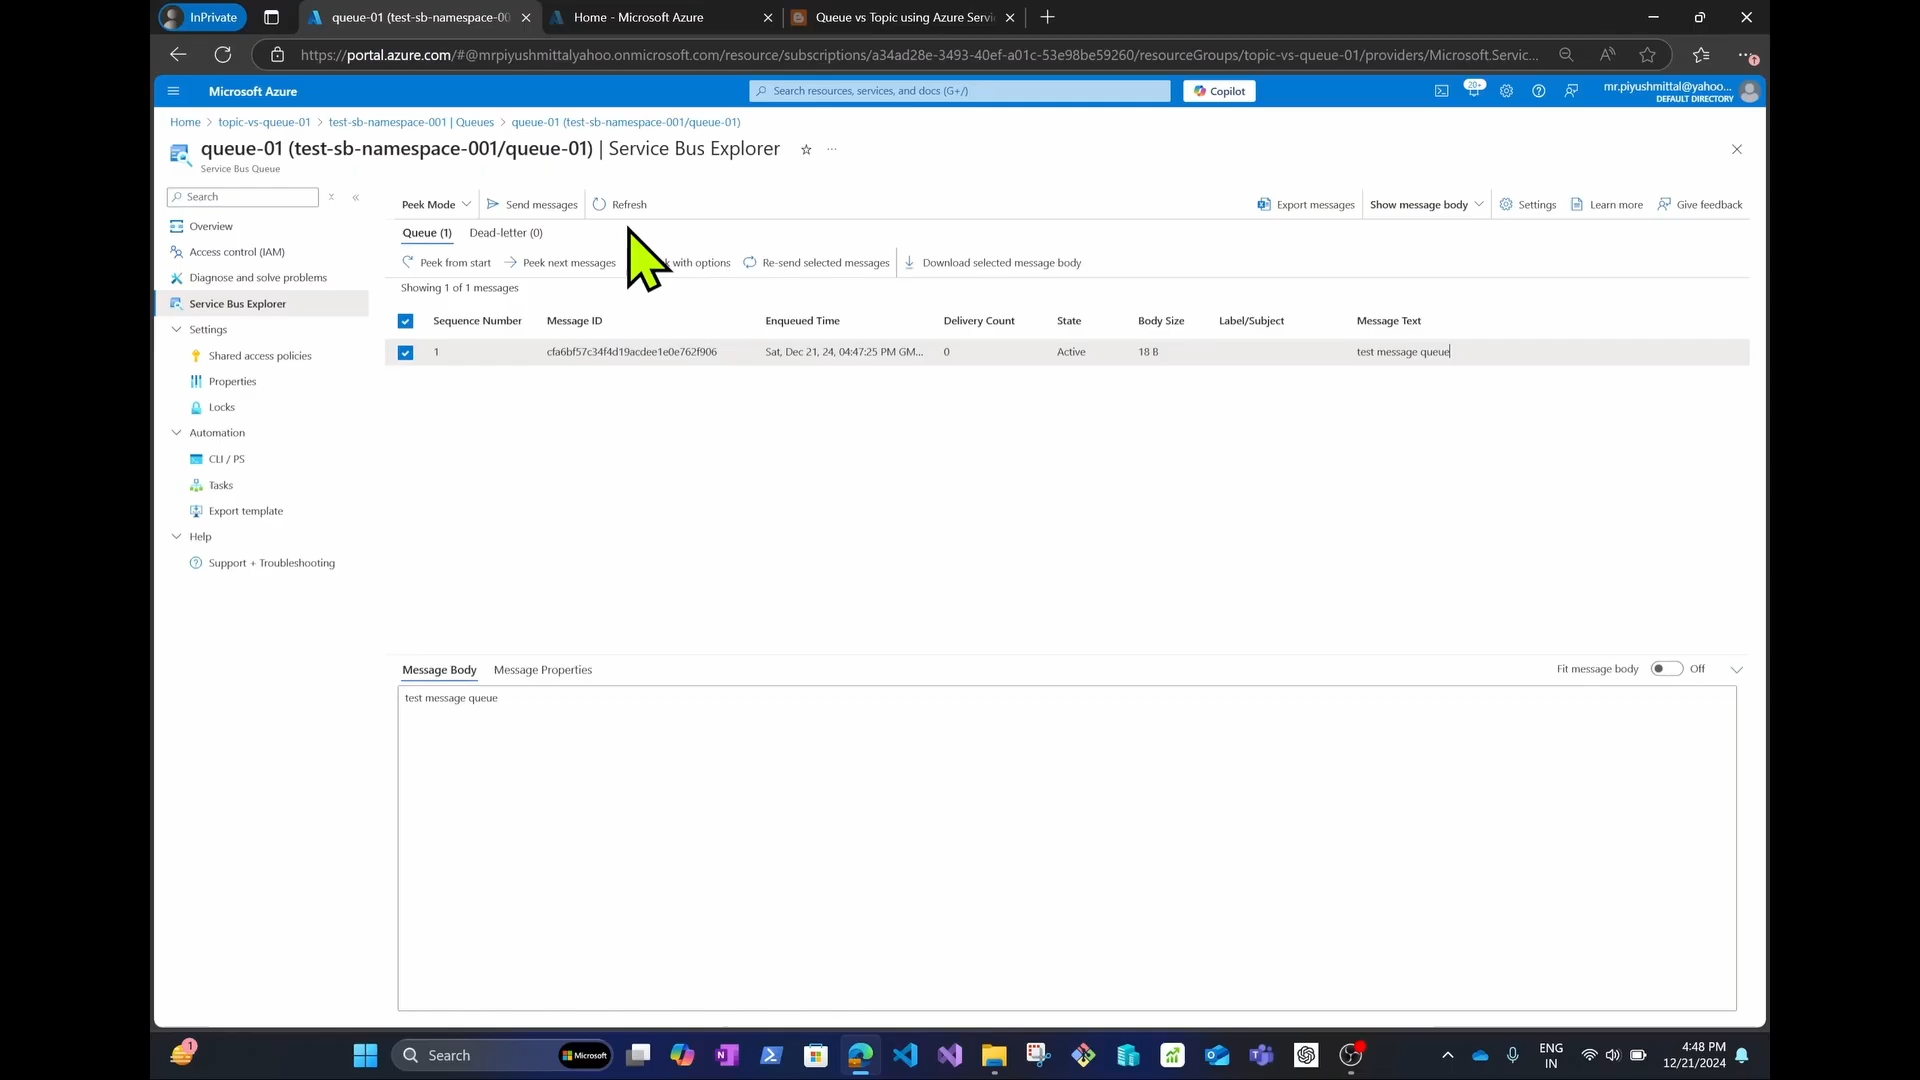 InPrivate
queue-01 (test-sb-namespace-00
Home - Microsoft Azure
Queue vs Topic using Azure Servi
https://portal.azure.com/#@mrpiyushmittalyahoo.onmicrosoft.com/resource/subscriptions/a34ad28e-3493-40ef-a01c-53e98be59260/resourceGroups/topic-vs-queue-01/providers/Microsoft.Servic...
Microsoft Azure
Search resources, services, and docs (G+/)
Copilot
20+
mr.piyushmittal@yahoo...
DEFAULT DIRECTORY
Home > topic-vs-queue-01 > test-sb-namespace-001 | Queues > queue-01 (test-sb-namespace-001/queue-01)
queue-01 (test-sb-namespace-001/queue-01) | Service Bus Explorer
Service Bus Queue
Search
Overview
Access control (IAM)
Diagnose and solve problems
Service Bus Explorer
Settings
Shared access policies
Properties
Locks
Automation
CLI / PS
Tasks
Export template
Help
Support + Troubleshooting
Peek Mode
Send messages
Refresh
Export messages
Show message body
Settings
Learn more
Give feedback
Queue (1)
Dead-letter (0)
Peek from start
Peek next messages
with options
Re-send selected messages
Download selected message body
Showing 1 of 1 messages
Sequence Number Message ID Enqueued Time Delivery Count State Body Size Label/Subject Message Text
1 cfa6bf57c34f4d19acdee1e0e762f906 Sat, Dec 21, 24, 04:47:25 PM GM... 0 Active 18 B test message queue
Message Body
Message Properties
Fit message body
Off
test message queue
1
Search
Microsoft
ENG
IN
4:48 PM
12/21/2024